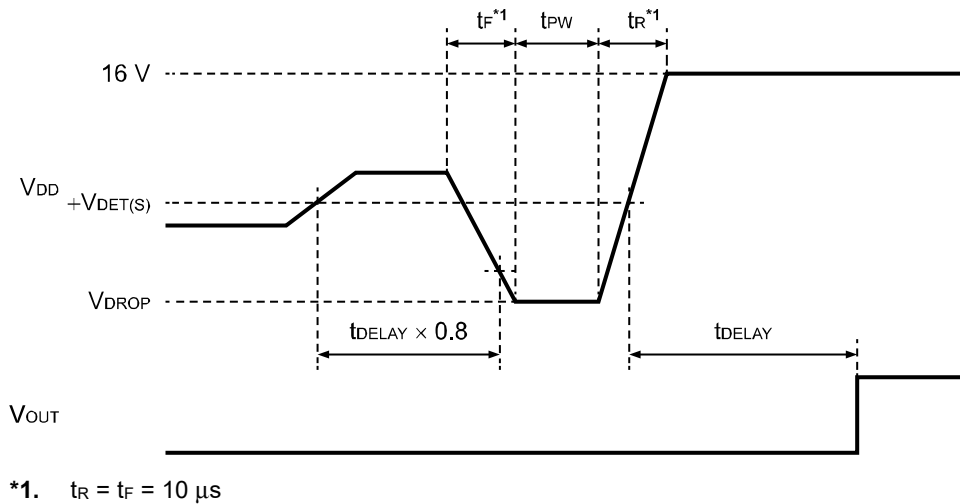 tF*1 tPW tR*1
16 V
VDD +VDET(S)
VDROP
tDELAY × 0.8
tDELAY
VOUT
*1. tR = tF = 10 μs